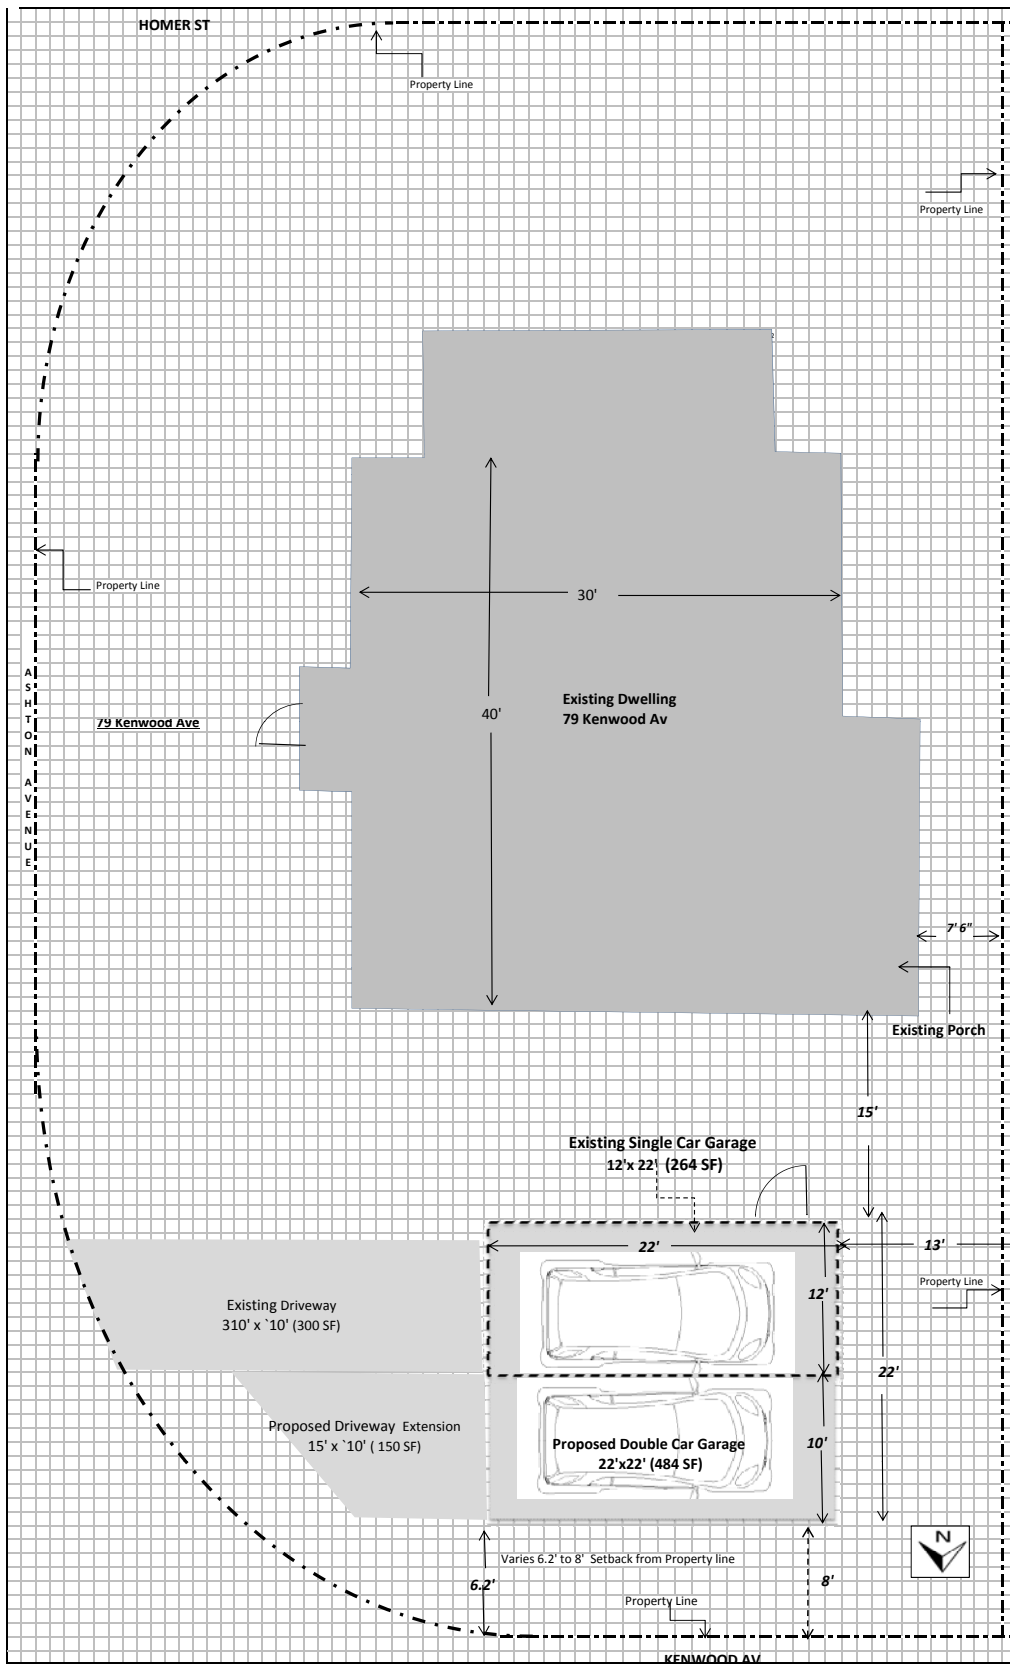 HOMER ST
Property Line
Property Line
2
30'
Property Line
ASHTON AVENUE
Existing Dwelling
79 Kenwood Av
40'
79 Kenwood Ave
7' 6"
Existing Porch
15'
Existing Single Car Garage
12'x 22' (264 SF)
22'
13'
Property Line
12'
Existing Driveway
310' x `10' (300 SF)
22'
Proposed Driveway Extension
15' x `10' ( 150 SF)
Proposed Double Car Garage
22'x22' (484 SF)
10'
N
Varies 6.2' to 8' Setback from Property line
6.2'
8'
Property Line
KENWOOD AV